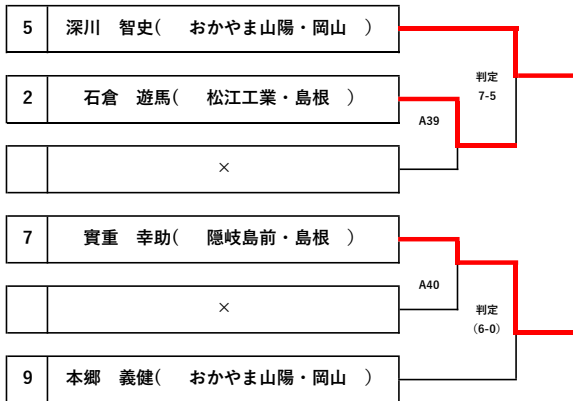 5 深川 智史( おかやま山陽・岡山 )
判定
2 石倉 遊馬( 松江工業・島根 )
7-5
A39
×
7 實重 幸助( 隠岐島前・島根 )
A40
×
判定
（6-0）
9 本郷 義健( おかやま山陽・岡山 )